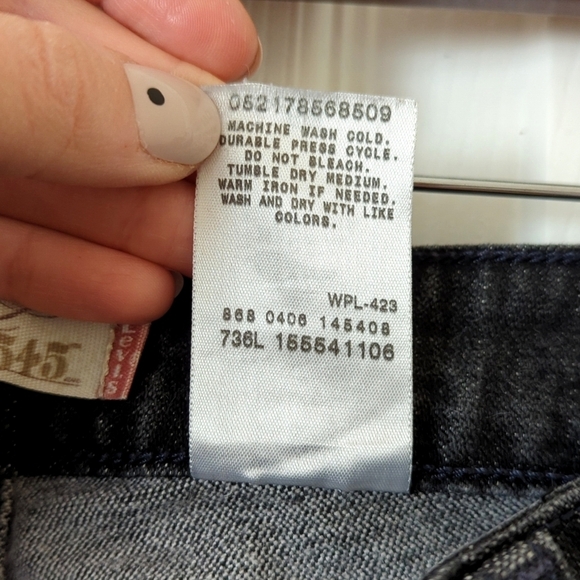 052178568509
MACHINE WASH COLD.
DURABLE PRESS CYCLE.
DO NOT BLEACH.
TUMBLE DRY MEDIUM.
WARM IRON IF NEEDED.
WASH AND DRY WITH LIKE
COLORS.
WPL-423
868 0406 145408
736L 155541106
545
Levi's